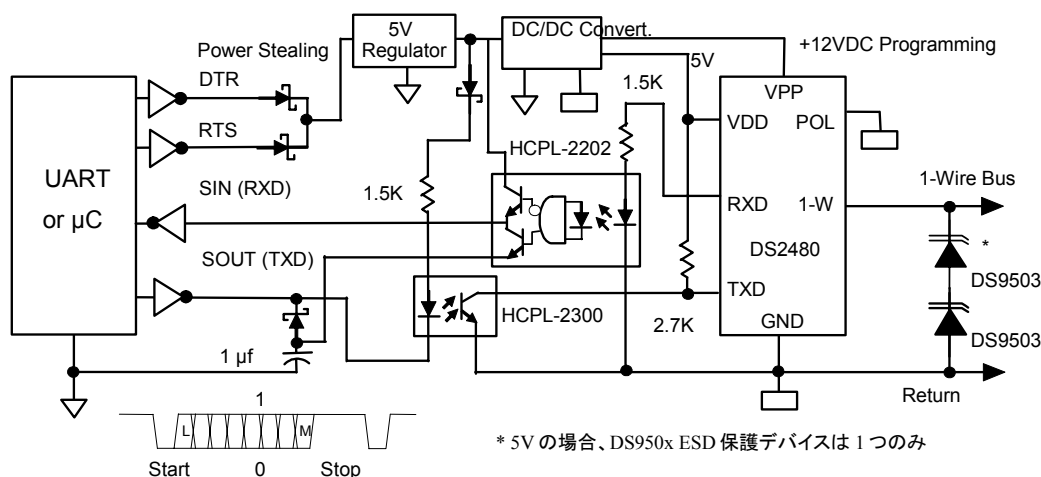 5V
Regulator
DC/DC Convert.
Power Stealing
+12VDC Programming
DTR
5V
1.5K
VPP
VDD
POL
RTS
HCPL-2202
UART
or µC
SIN (RXD)
1.5K
1-Wire Bus
RXD
1-W
*
DS2480
SOUT (TXD)
DS9503
TXD
HCPL-2300
2.7K
GND
DS9503
1 µf
Return
1
L
M
Start
0
Stop
* 5V の場合、DS950x ESD 保護デバイスは 1 つのみ